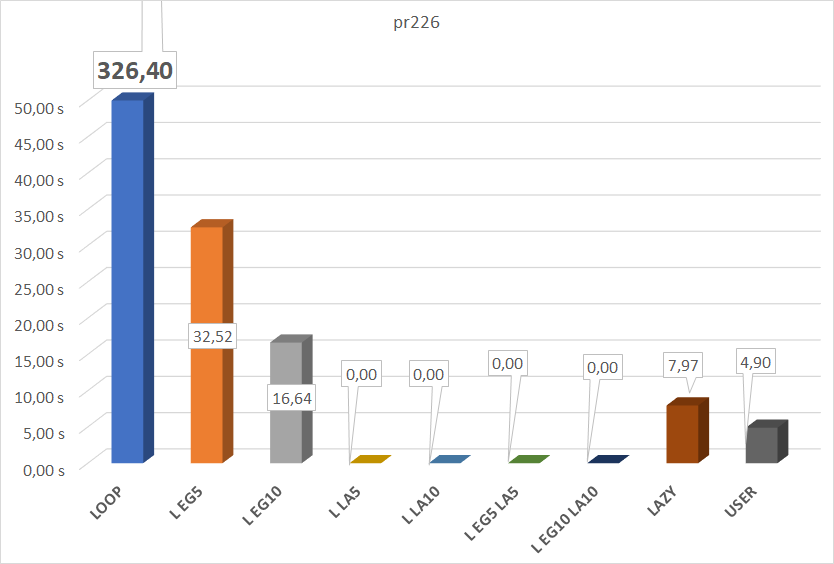 pr226
326,40
50,00 s
45,00 s
40,00 s
35,00 s
30,00 s
25,00 s
20,00 s
15,00 s
10,00 s
5,00 s
0,00 s
32,52
16,64
0,00
0,00
0,00
0,00
7,97
4,90
LOOP
L EG5
L EG10
L LA5
L LA10
L EG5 LA5
L EG10 LA10
LAZY
USER